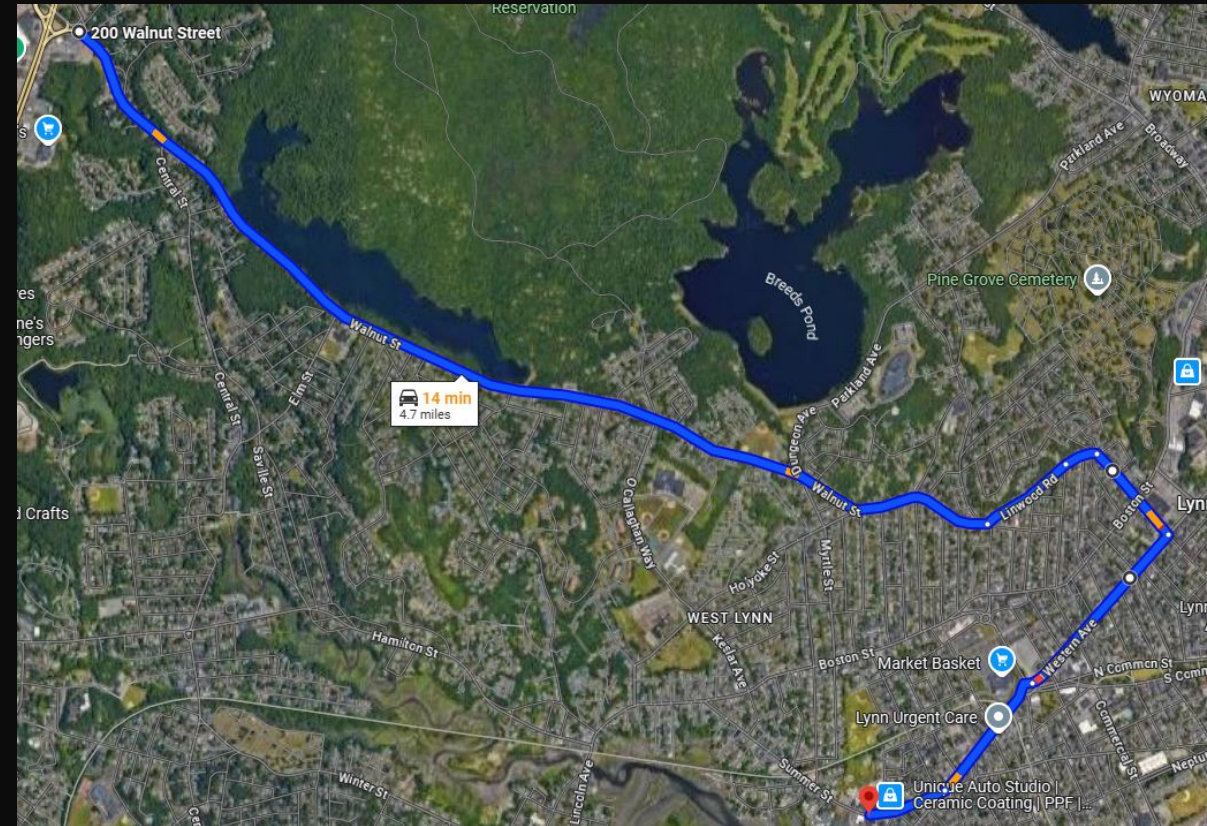 Reservation
200 Walnut Street
WYOMA
Parkland Ave
Broadway
Central St
Pine Grove Cemetery
Breeds Pond
Walnut St
14 min
4.7 miles
Parkland Ave
Elm St
Central St
Saville St
O'Callaghan Way
Walnut St
Linwood Rd
Boston St
Lynn
d Crafts
Holyoke St
Myrtle St
WEST LYNN
Hamilton St
Keslar Ave
Boston St
Market Basket
Western Ave
N Common St
S Comm
Lynn Urgent Care
Commercial St
Summer St
Winter St
Lincoln Ave
Unique Auto Studio |
Ceramic Coating | PPF |...